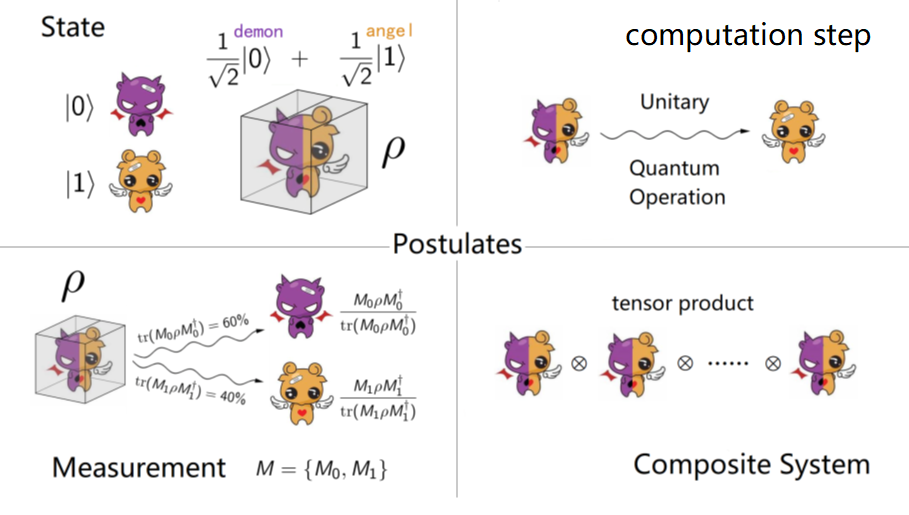 State
demon angel
1/√2|0⟩ + 1/√2|1⟩
|0⟩
|1⟩
ρ
computation step
Unitary
Quantum
Operation
Postulates
ρ
tr(M₀ρM₀†) = 60%
M₀ρM₀† / tr(M₀ρM₀†)
tr(M₁ρM₁†) = 40%
M₁ρM₁† / tr(M₁ρM₁†)
Measurement M = {M₀, M₁}
tensor product
⊗ ⊗ ...... ⊗
Composite System